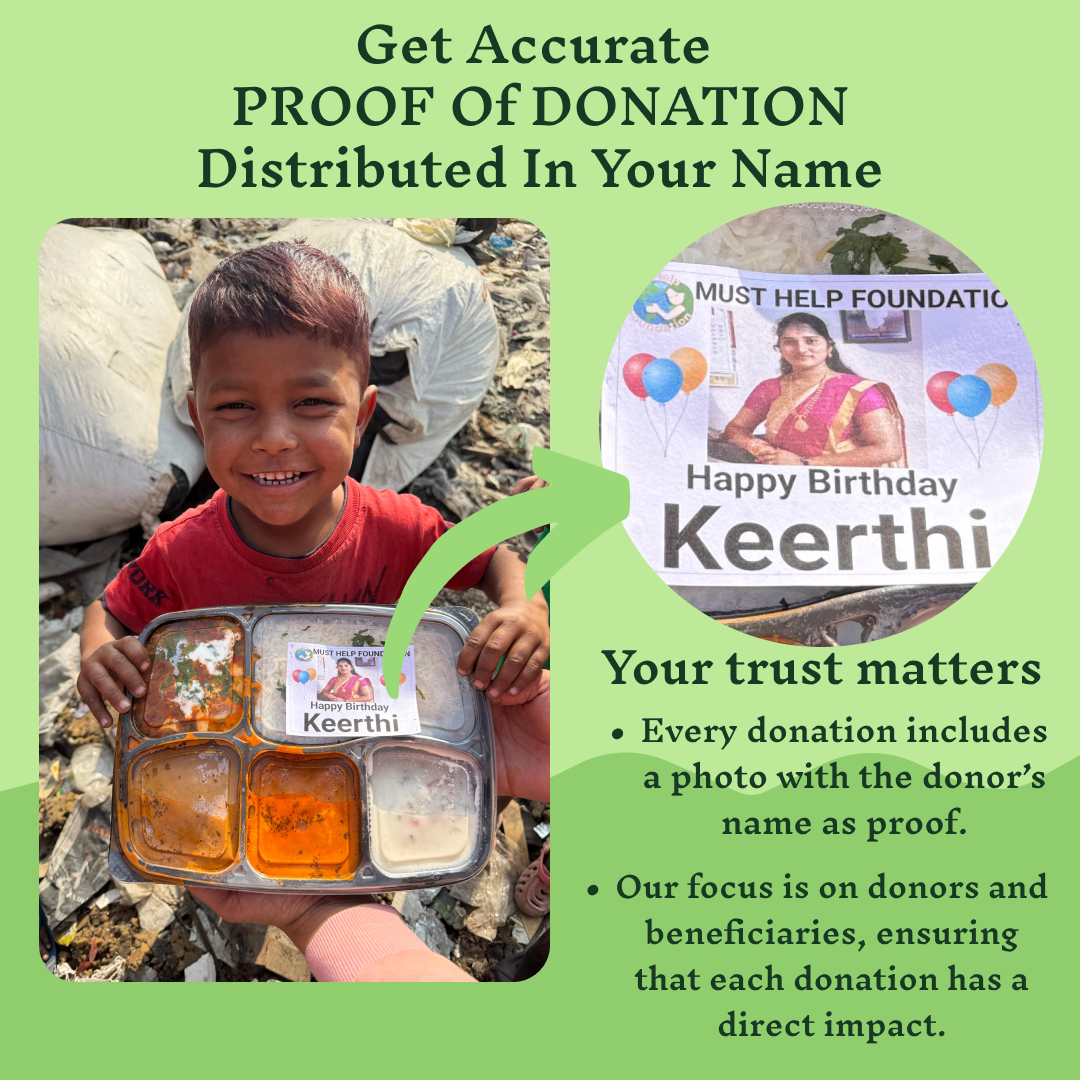 Get Accurate
PROOF Of DONATION
Distributed In Your Name
MUST HELP FOUNDATIO
Happy Birthday
Keerthi
YORK
MUST HELP FOUNDATION
Happy Birthday
Keerthi
Your trust matters
• Every donation includes
a photo with the donor's
name as proof.
• Our focus is on donors and
beneficiaries, ensuring
that each donation has a
direct impact.